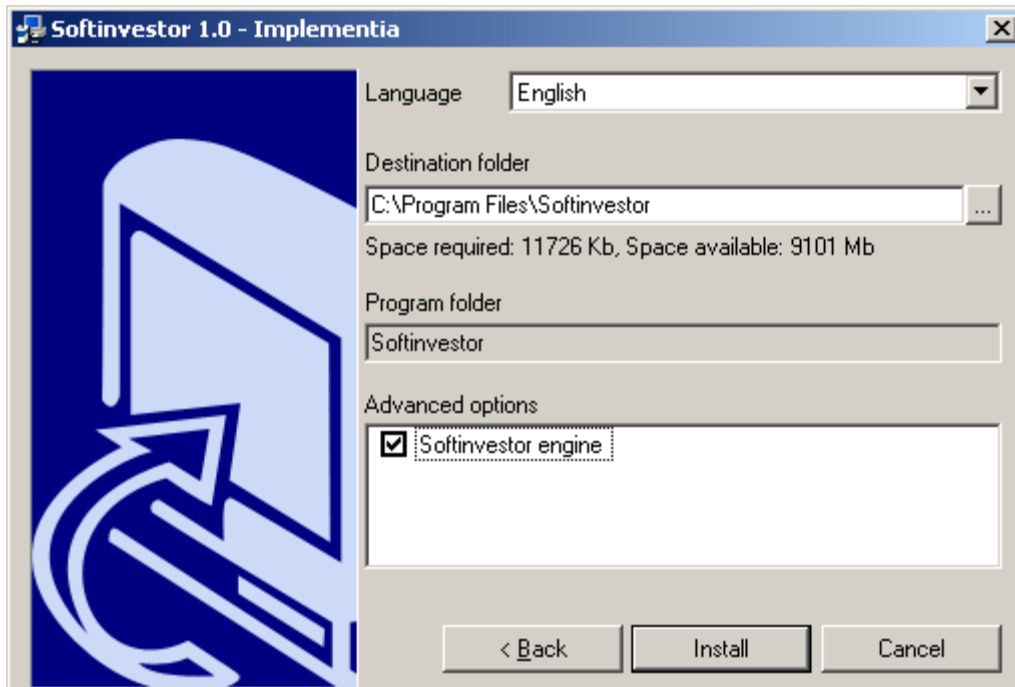 Softinvestor 1.0 - Implementia
Language English
Destination folder
C:\Program Files\Softinvestor
...
Space required: 11726 Kb, Space available: 9101 Mb
Program folder
Softinvestor
Advanced options
Softinvestor engine
< Back Install Cancel